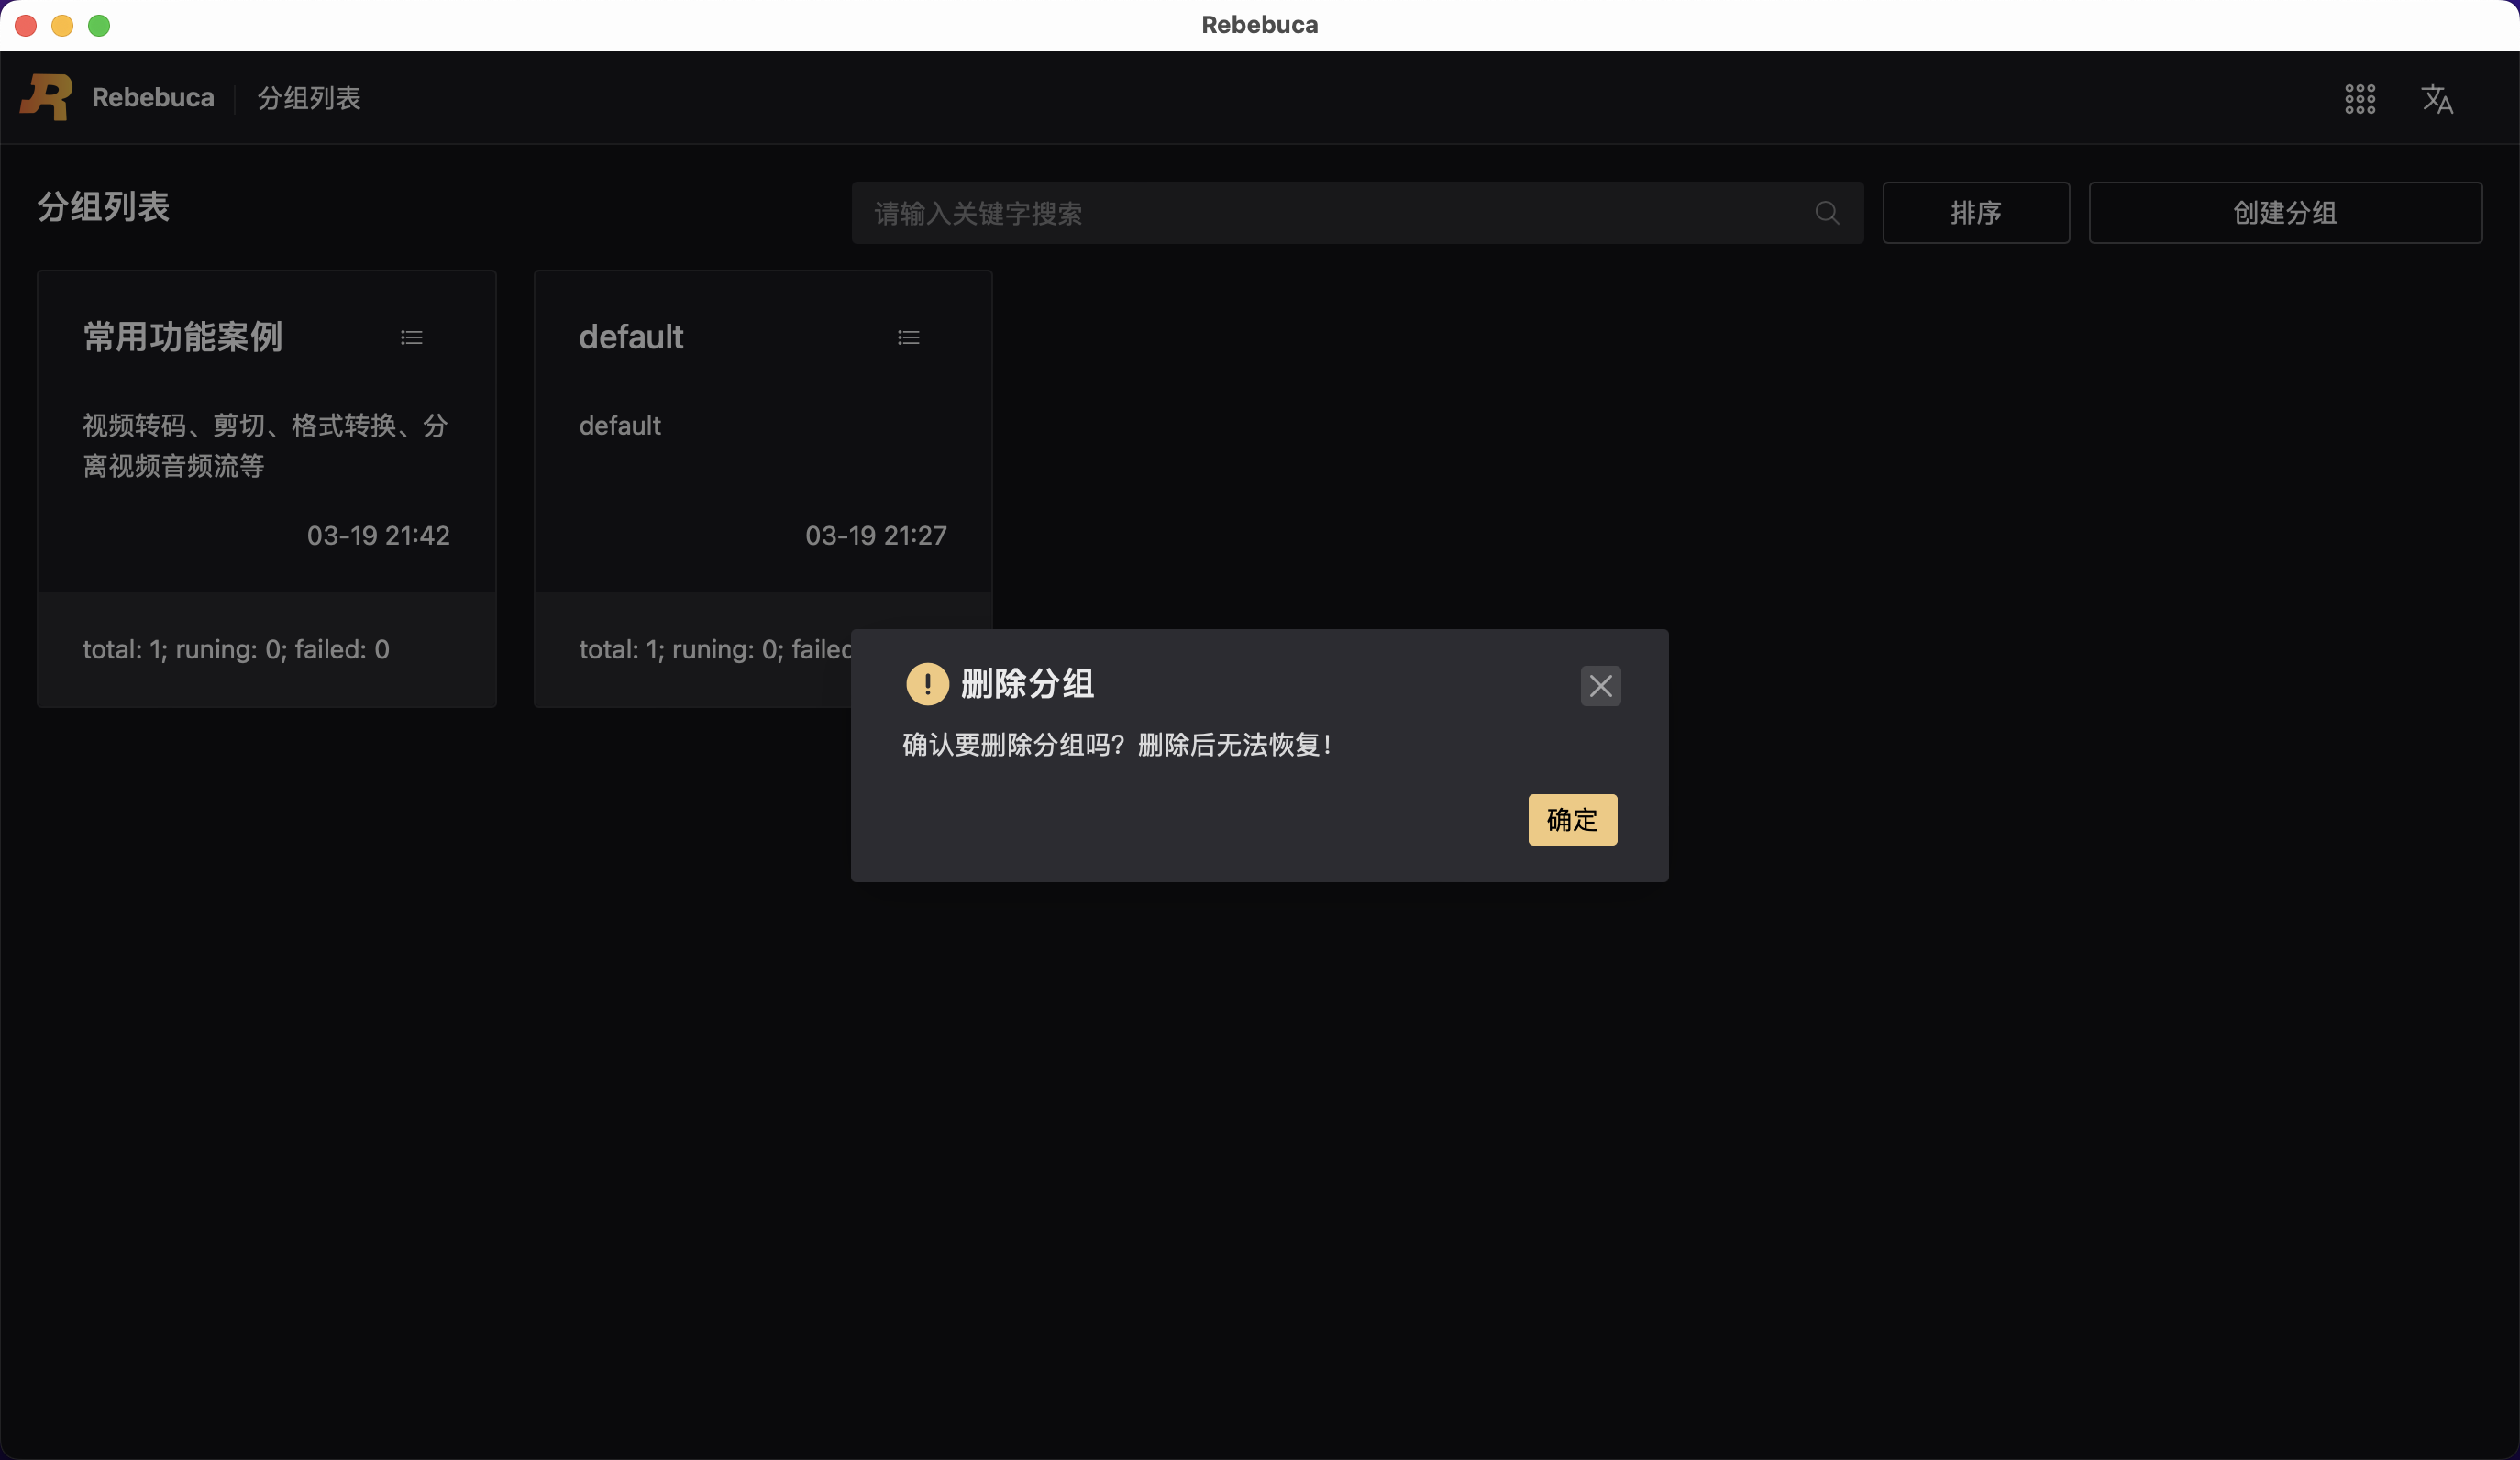 Rebebuca
Rebebuca
分组列表
分组列表
请输入关键字搜索
排序
创建分组
常用功能案例
视频转码、剪切、格式转换、分
离视频音频流等
03-19 21:42
total: 1; runing: 0; failed: 0
default
default
03-19 21:27
total: 1; runing: 0; failed
删除分组
确认要删除分组吗？删除后无法恢复！
确定